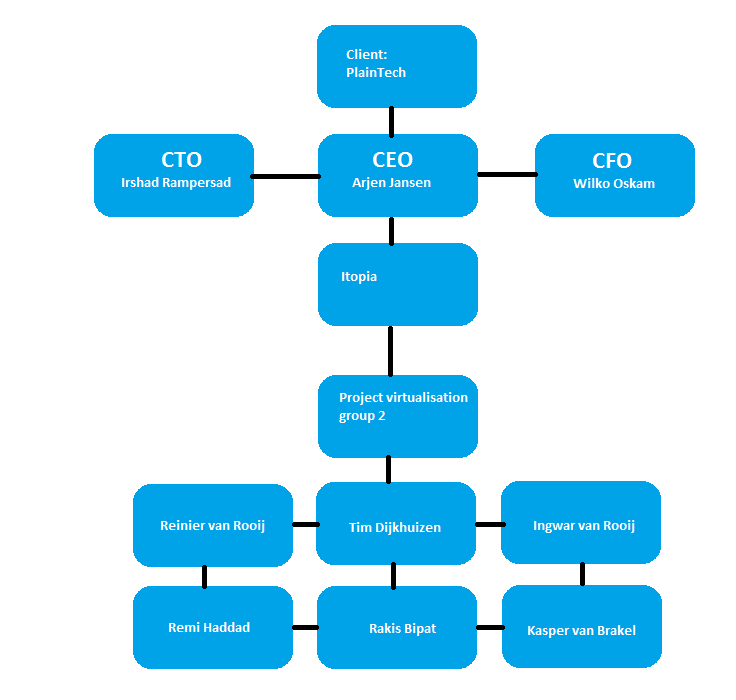 Client:
PlainTech
CTO
Irshad Rampersad
CEO
Arjen Jansen
CFO
Wilko Oskam
Itopia
Project virtualisation
group 2
Reinier van Rooij
Tim Dijkhuizen
Ingwar van Rooij
Remi Haddad
Rakis Bipat
Kasper van Brakel